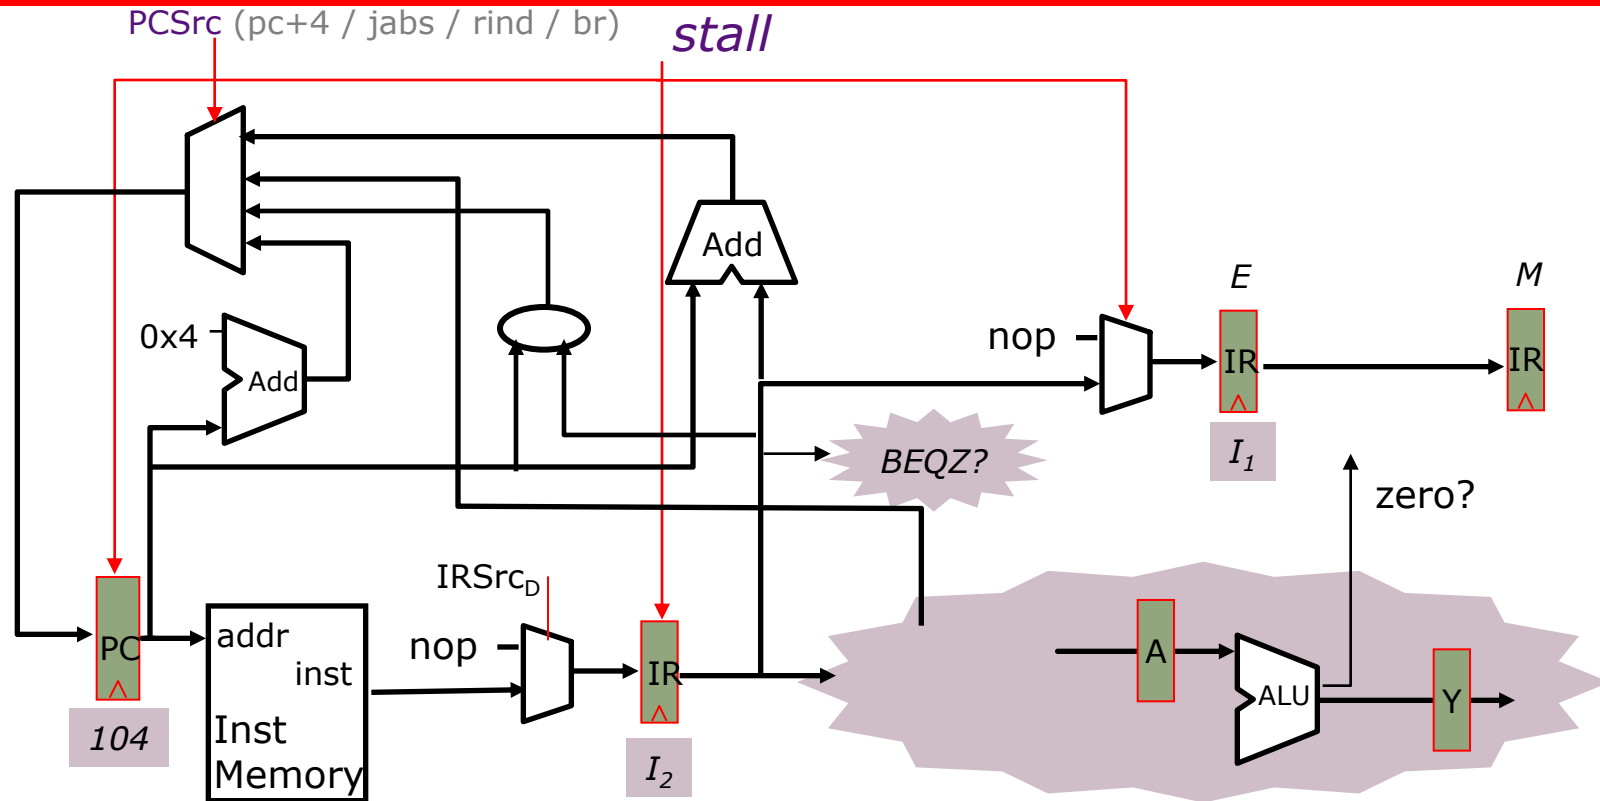 PCSrc (pc+4 / jabs / rind / br)
stall
Add
E
M
0x4
nop
IR
IR
Add
BEQZ?
I1
zero?
IRSrcD
PC
addr
nop
inst
IR
A
ALU
Y
104
Inst
Memory
I2